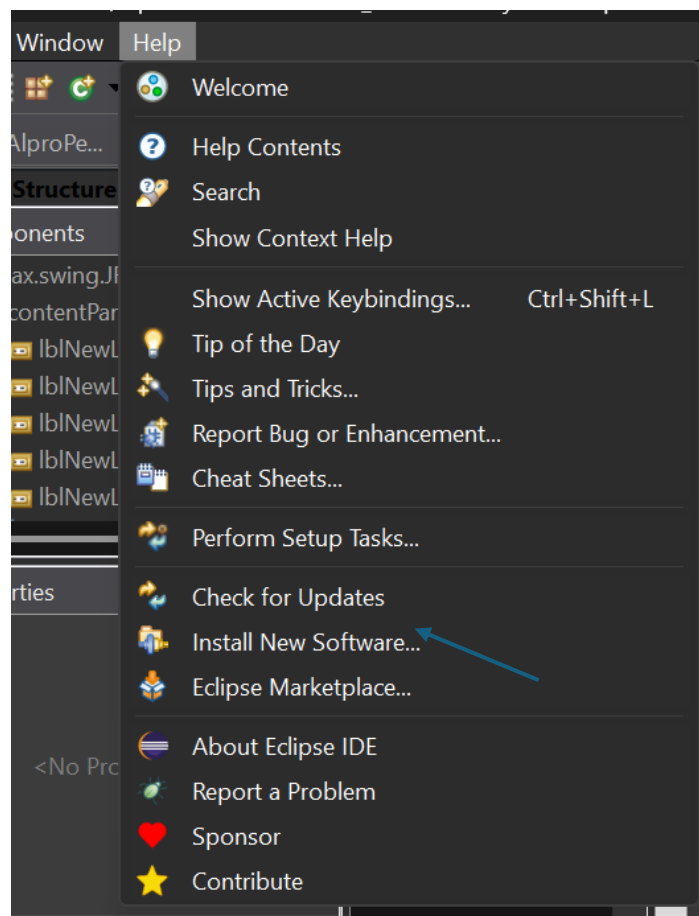 Window Help
Welcome
AlproPe...
Help Contents
Structure
Search
onents
Show Context Help
ax.swing.JF
contentPan
Show Active Keybindings... Ctrl+Shift+L
lblNewL
Tip of the Day
lblNewL
Tips and Tricks...
lblNewL
Report Bug or Enhancement...
lblNewL
Cheat Sheets...
lblNewL
Perform Setup Tasks...
rties
Check for Updates
Install New Software...
Eclipse Marketplace...
About Eclipse IDE
<No Pro
Report a Problem
Sponsor
Contribute